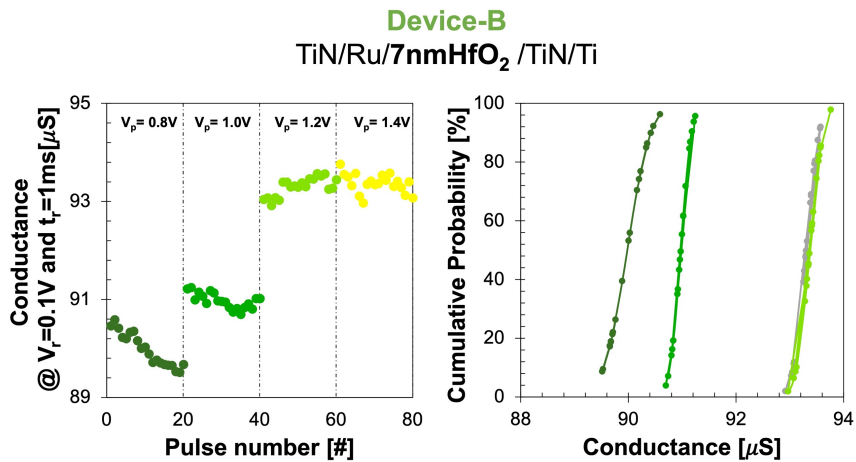 Device-B
TiN/Ru/7nmHfO₂ /TiN/Ti
Conductance
@ Vᵣ=0.1V and tᵣ=1ms[μS]
95
93
91
89
Vₚ= 0.8V
Vₚ= 1.0V
Vₚ= 1.2V
Vₚ= 1.4V
0
20
40
60
80
Pulse number [#]
Cumulative Probability [%]
100
80
60
40
20
0
88
90
92
94
Conductance [μS]